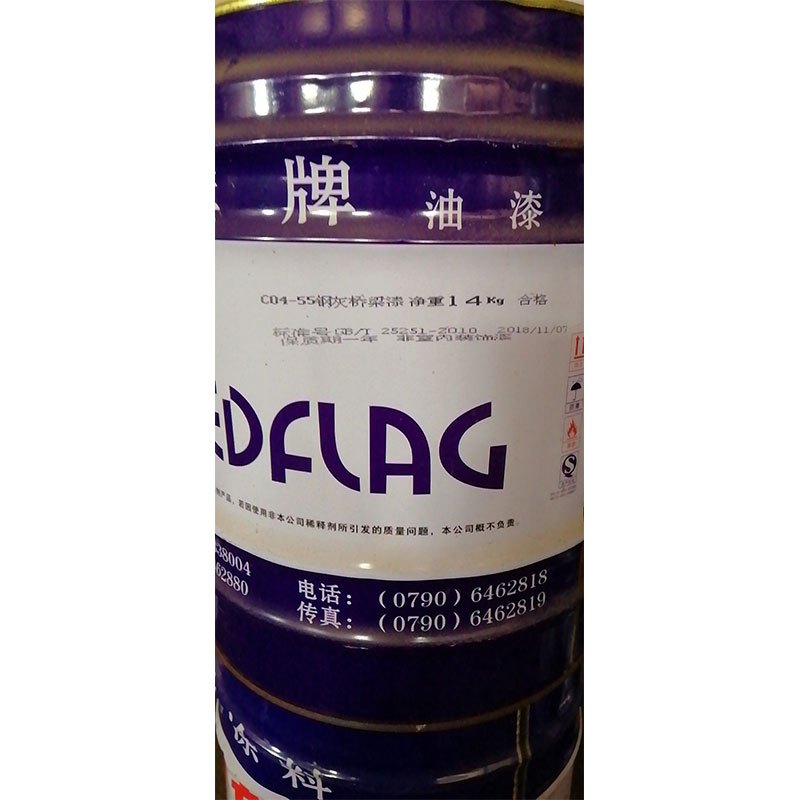 牌 油漆
C04-55钢灰桥梁漆 净重14Kg 合格
标准号GB/T 25251-2010 2018/11/07
保质期一年 非室内装饰漆
EDFLAG
产品，若因使用非本公司稀释剂所引发的质量问题，本公司概不负责
38004
62880
电话：（0790）6462818
传真：（0790）6462819
涂料